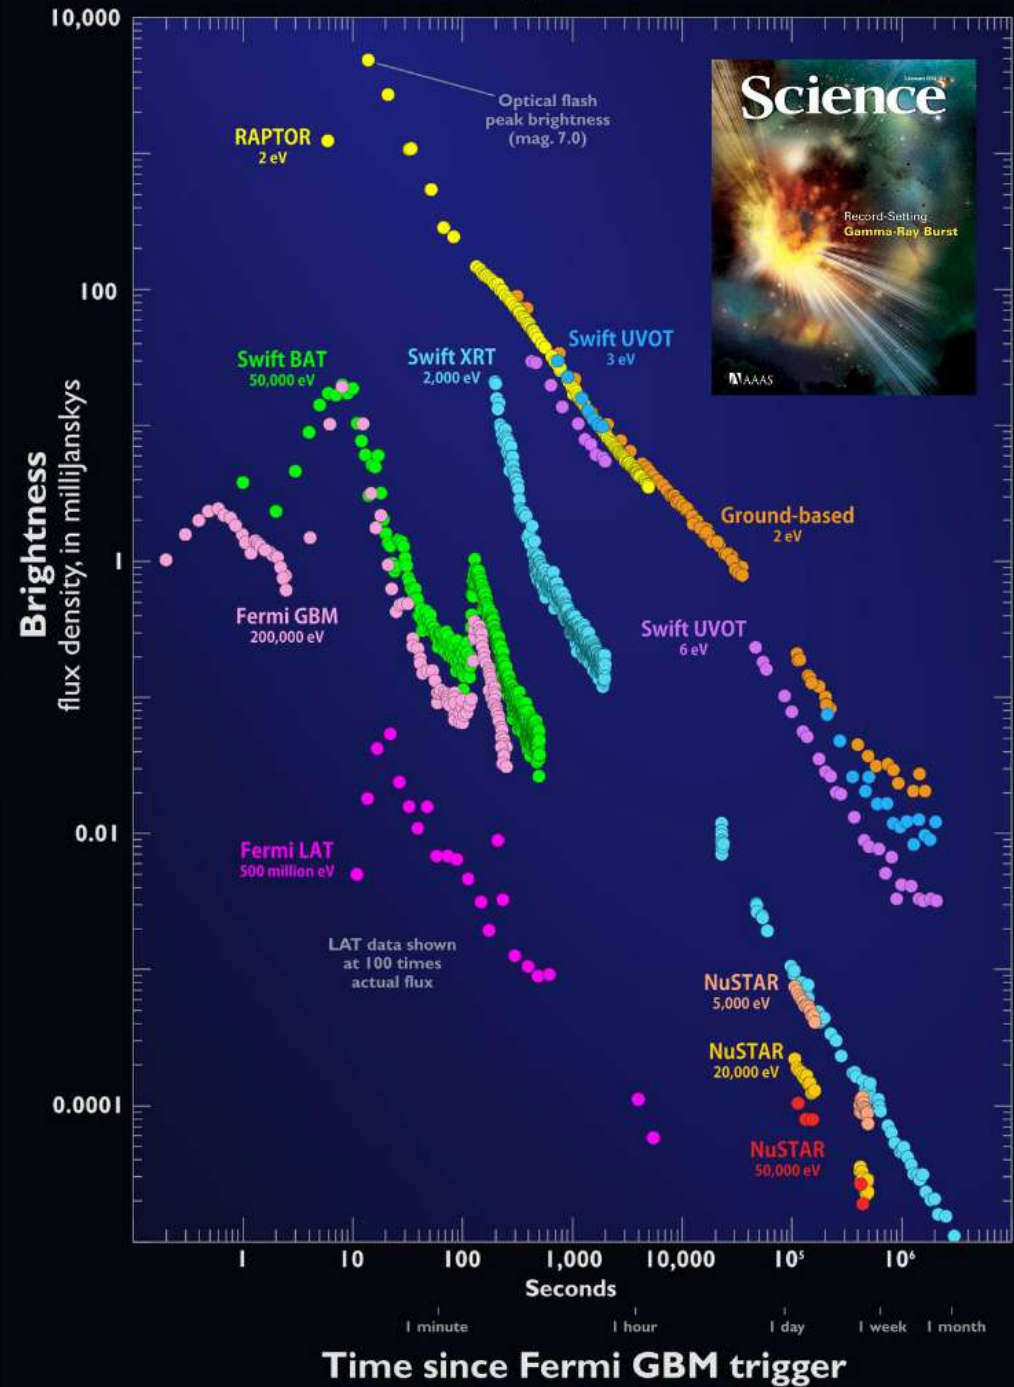 10,000
Optical flash
peak brightness
(mag. 7.0)
RAPTOR
2 eV
Science
Record-Setting
Gamma-Ray Burst
AAAS
100
Swift BAT
50,000 eV
Swift XRT
2,000 eV
Swift UVOT
3 eV
Brightness
flux density, in millijanskys
Ground-based
2 eV
1
Fermi GBM
200,000 eV
Swift UVOT
6 eV
0.01
Fermi LAT
500 million eV
LAT data shown
at 100 times
actual flux
NuSTAR
5,000 eV
NuSTAR
20,000 eV
0.0001
NuSTAR
50,000 eV
1 10 100 1,000 10,000 10⁵ 10⁶
Seconds
1 minute 1 hour 1 day 1 week 1 month
Time since Fermi GBM trigger